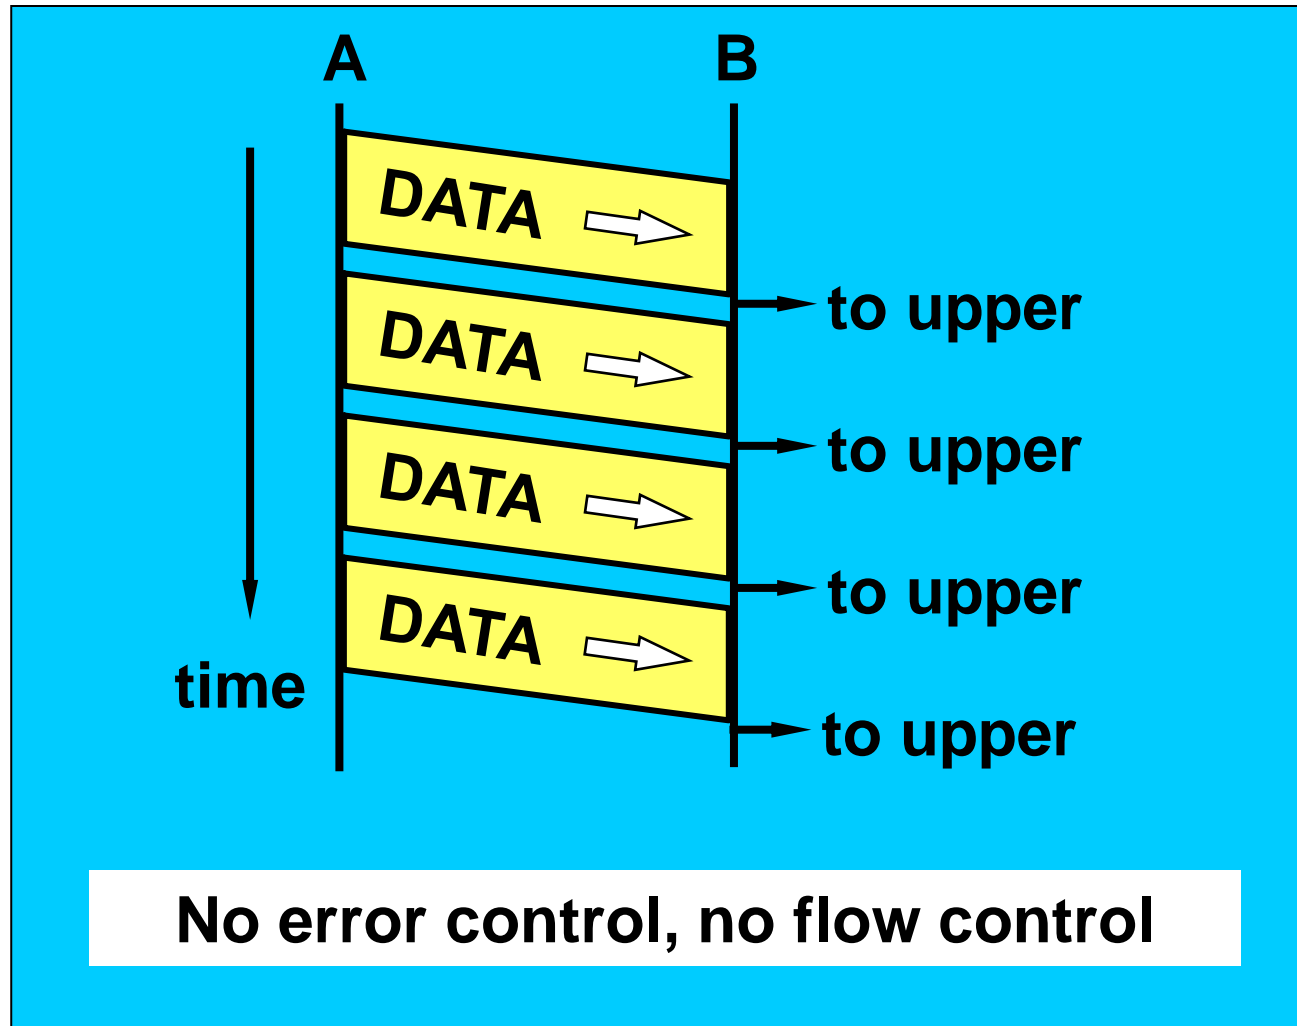 A B
DATA
to upper
DATA
to upper
DATA
to upper
DATA
time
to upper
No error control, no flow control